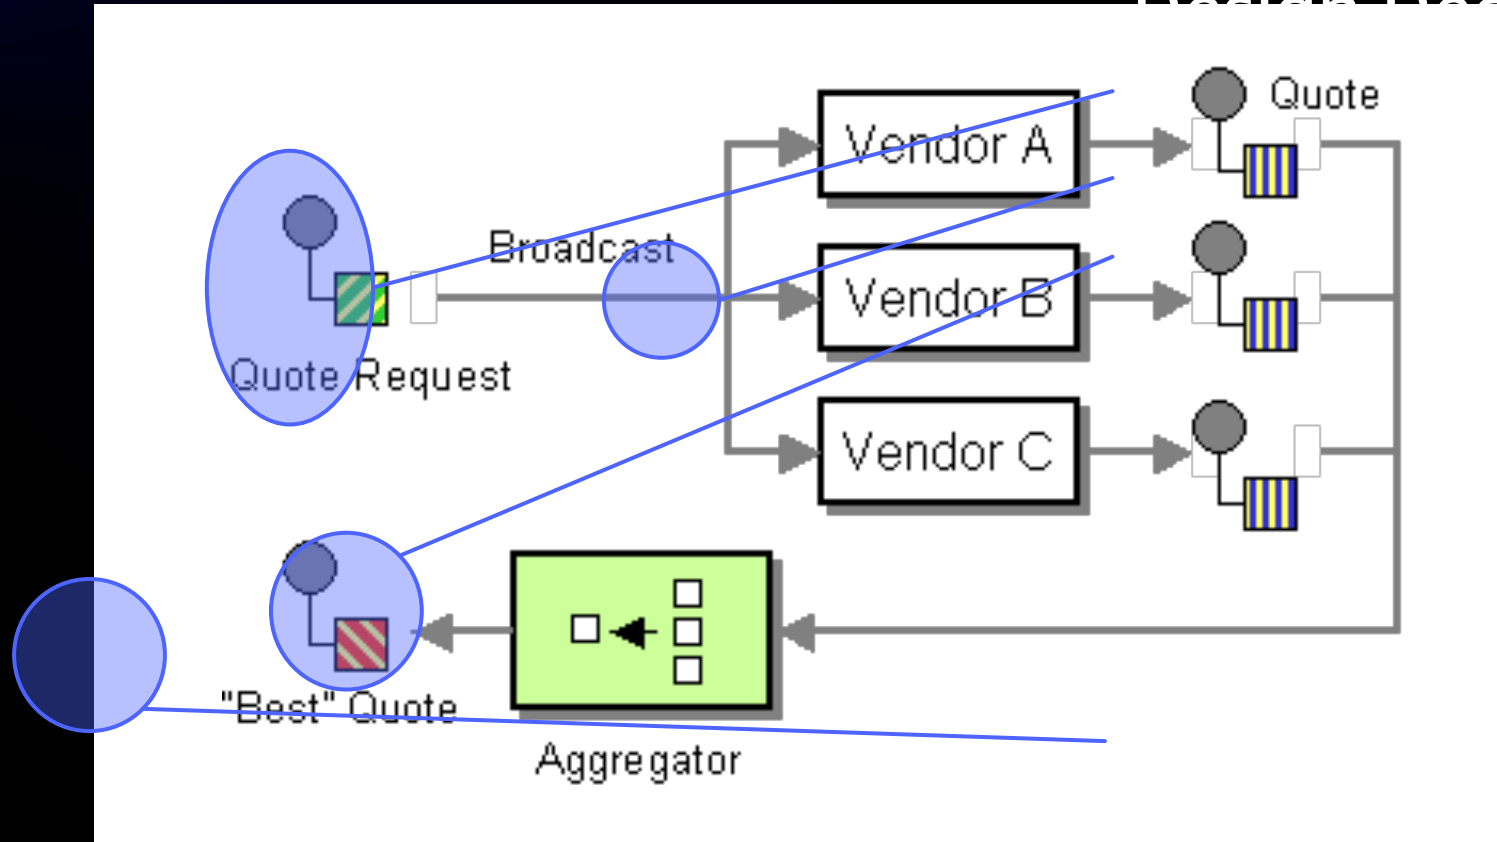 Quote
Vendor A
Broadcast
Vendor B
Quote Request
Vendor C
"Best" Quote
Aggregator